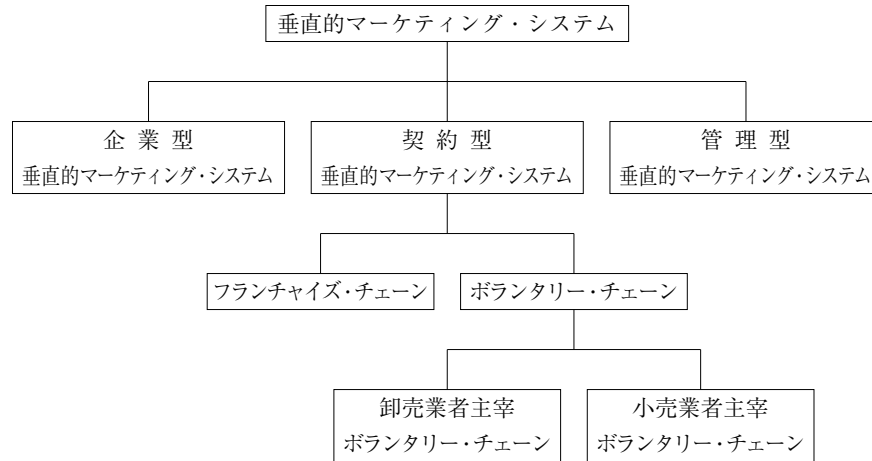 垂直的マーケティング・システム
企業型
垂直的マーケティング・システム
契約型
垂直的マーケティング・システム
管理型
垂直的マーケティング・システム
フランチャイズ・チェーン
ボランタリー・チェーン
卸売業者主宰
ボランタリー・チェーン
小売業者主宰
ボランタリー・チェーン